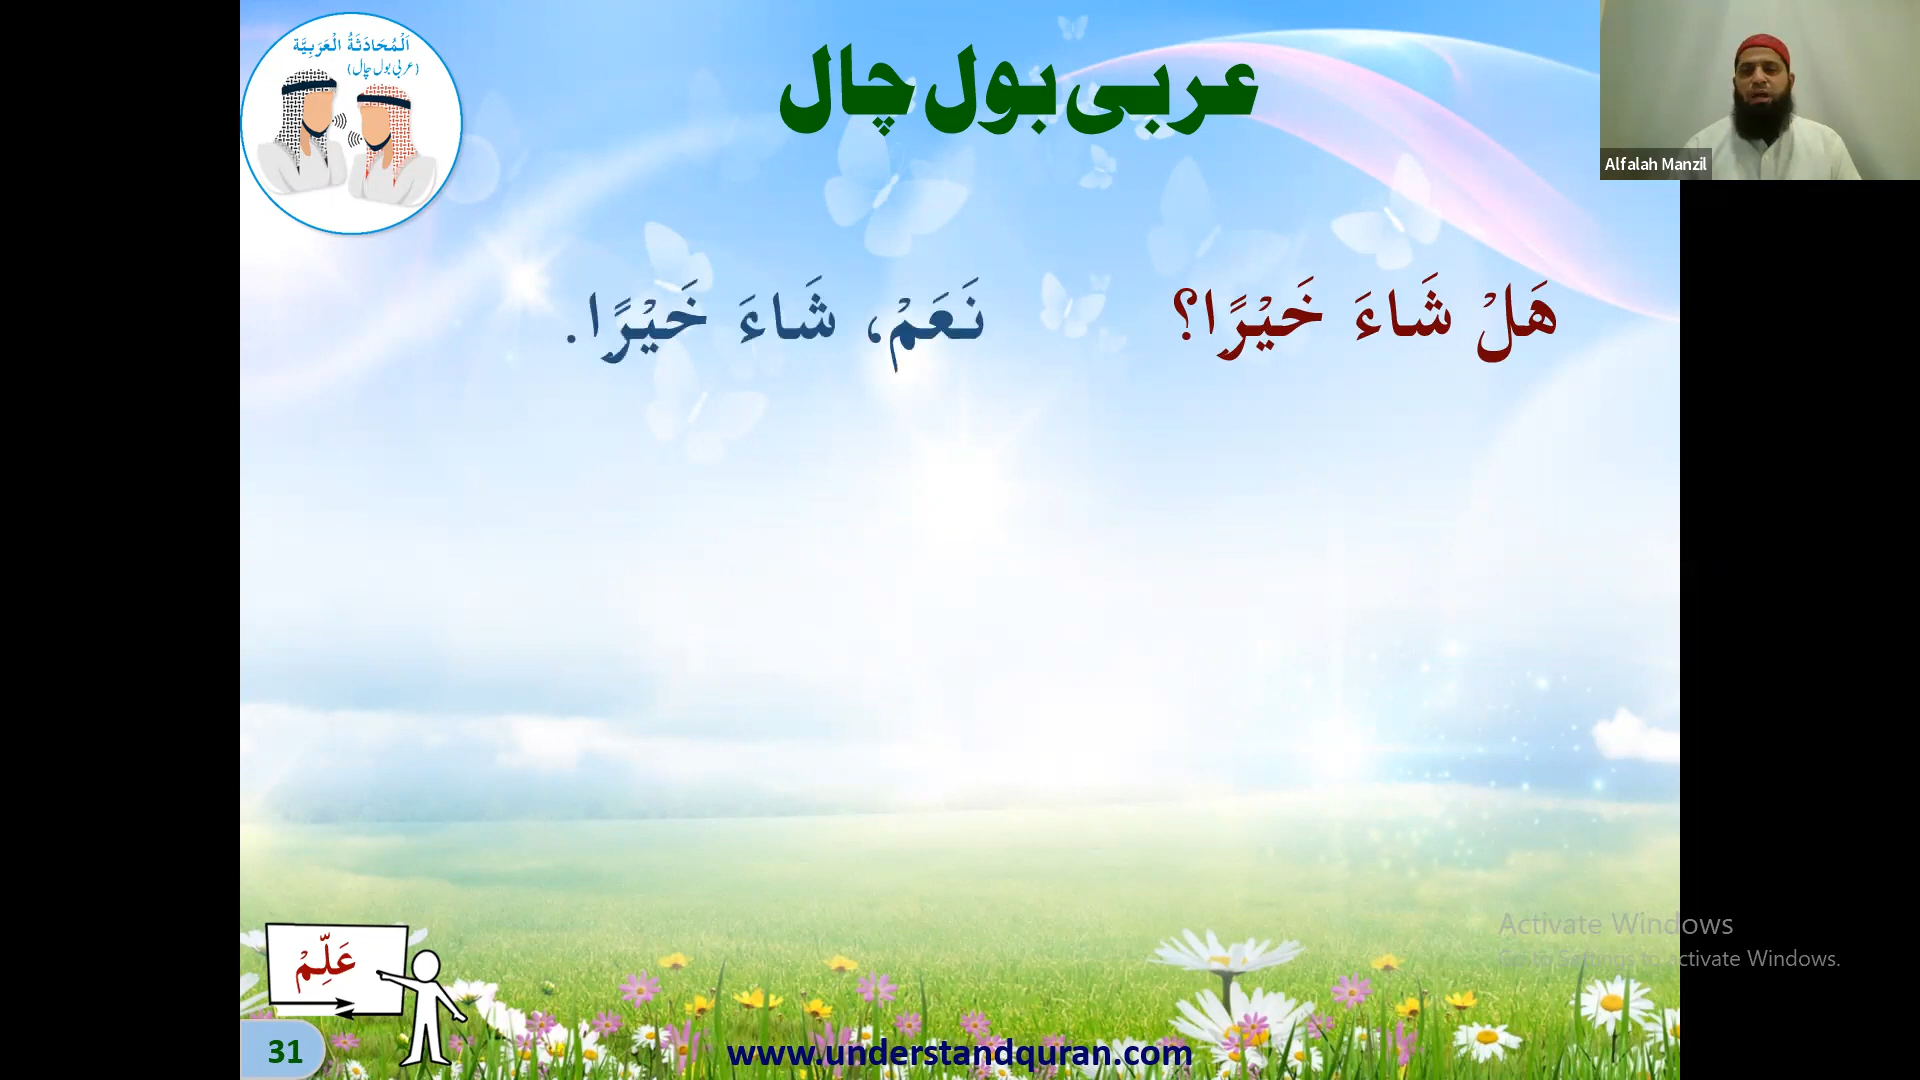 اَلْمُحَادَثَةُ الْعَرَبِيَّة
(عربی بول چال)
عربی بول چال
Alfalah Manzil
هَلْ شَاءَ خَيْرًا؟ نَعَمْ، شَاءَ خَيْرًا.
عَلِّمْ
Activate Windows
Go to Settings to activate Windows.
31
www.understandquran.com